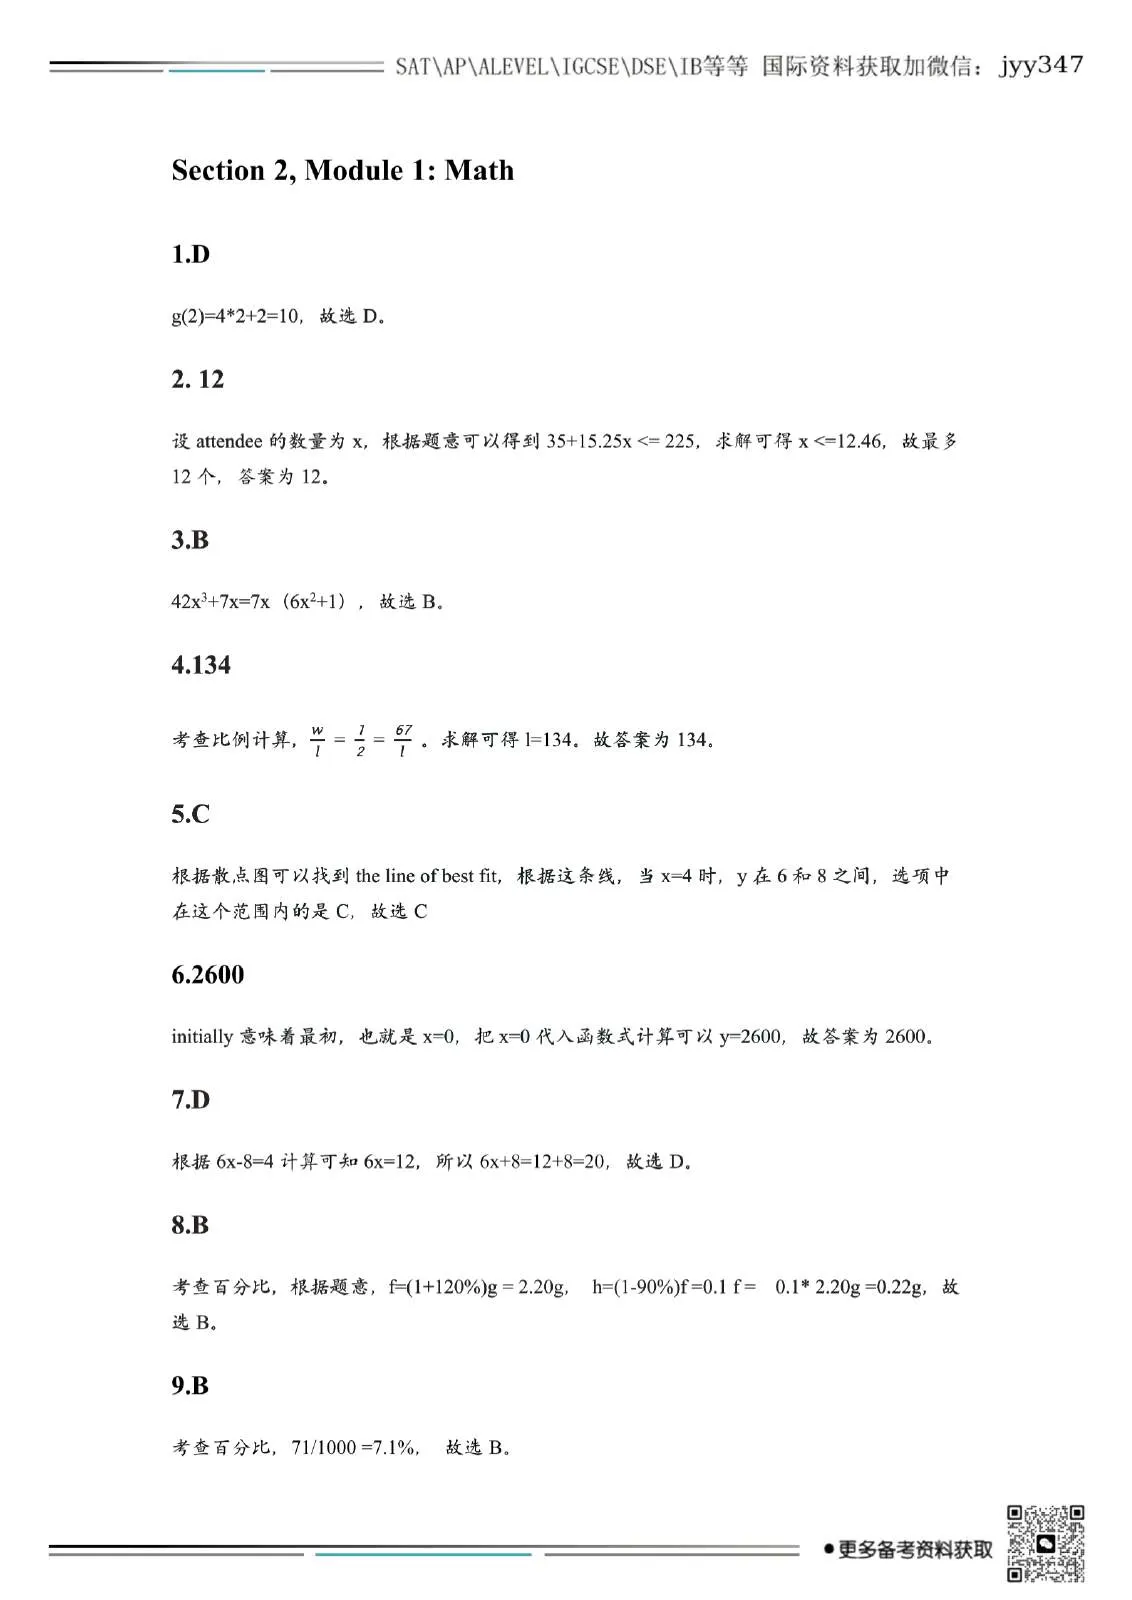 SAT\AP\ALEVEL\IGCSE\DSE\IB等等 国际资料获取加微信：jyy347
Section 2, Module 1: Math
1.D
g(2)=4*2+2=10，故选 D。
2. 12
设 attendee 的数量为 x，根据题意可以得到 35+15.25x <= 225，求解可得 x <=12.46，故最多
12 个，答案为 12。
3.B
42x³+7x=7x（6x²+1），故选 B。
4.134
考查比例计算，w/l = 1/2 = 67/l 。求解可得 l=134。故答案为 134。
5.C
根据散点图可以找到 the line of best fit，根据这条线，当 x=4 时，y 在 6 和 8 之间，选项中
在这个范围内的是 C，故选 C
6.2600
initially 意味着最初，也就是 x=0，把 x=0 代入函数式计算可以 y=2600，故答案为 2600。
7.D
根据 6x-8=4 计算可知 6x=12，所以 6x+8=12+8=20，故选 D。
8.B
考查百分比，根据题意，f=(1+120%)g = 2.20g， h=(1-90%)f =0.1 f = 0.1* 2.20g =0.22g，故
选 B。
9.B
考查百分比，71/1000 =7.1%， 故选 B。
●更多备考资料获取